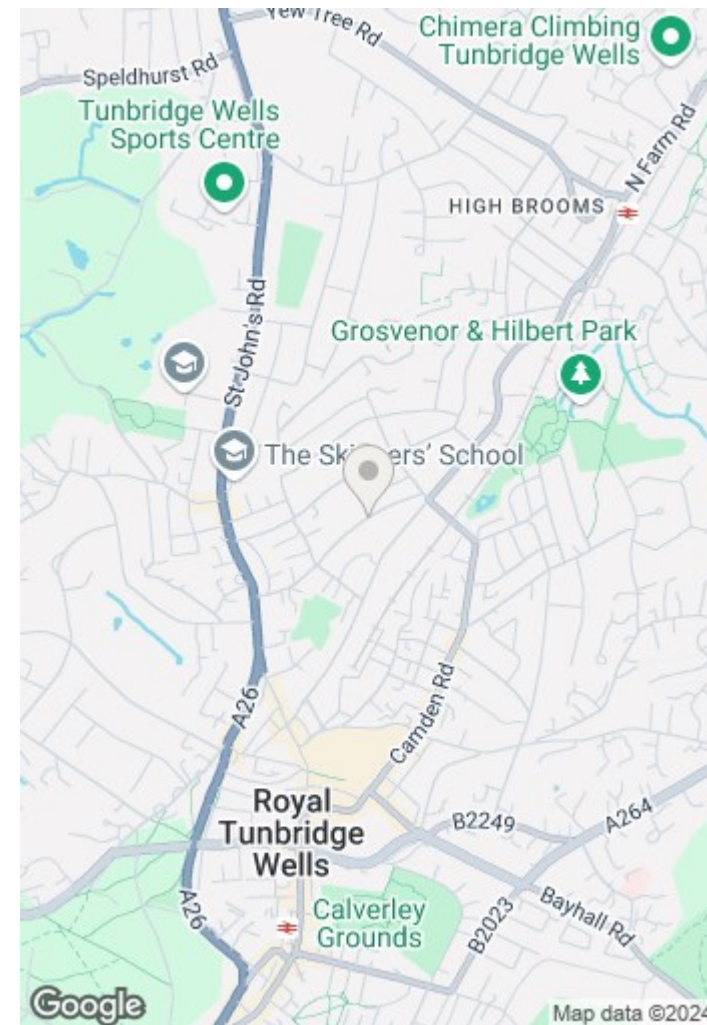 Yew Tree Rd
Chimera Climbing
Tunbridge Wells
Speldhurst Rd
Tunbridge Wells
Sports Centre
N Farm Rd
HIGH BROOMS
St John's Rd
Grosvenor & Hilbert Park
The Skinners' School
Camden Rd
A26
Royal
Tunbridge
Wells
B2249
A264
A26
Calverley
Grounds
B2023
Bayhall Rd
Google
Map data ©2024